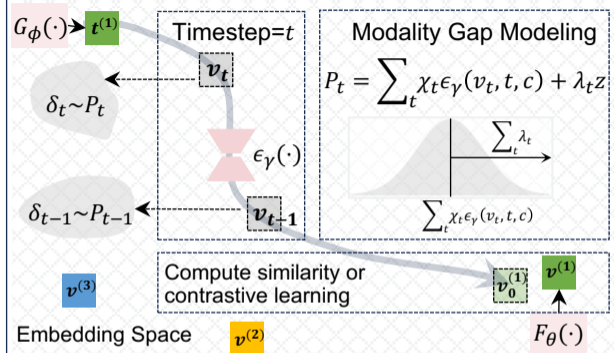 G_ϕ(·)
t^(1)
Timestep=t
v_t
δ_t~P_t
ϵ_γ(·)
δ_{t−1}~P_{t−1}
v_{t−1}
Modality Gap Modeling
P_t = ∑_t χ_t ϵ_γ(v_t, t, c) + λ_t z
∑_t λ_t
∑_t χ_t ϵ_γ(v_t, t, c)
Compute similarity or
contrastive learning
v_0^(1)
v^(1)
v^(3)
Embedding Space
v^(2)
F_θ(·)